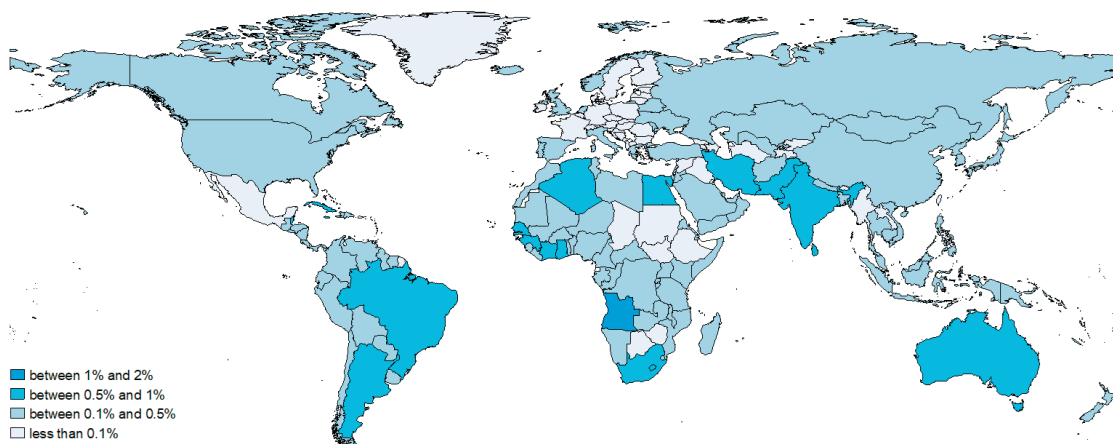 between 1% and 2%
between 0.5% and 1%
between 0.1% and 0.5%
less than 0.1%